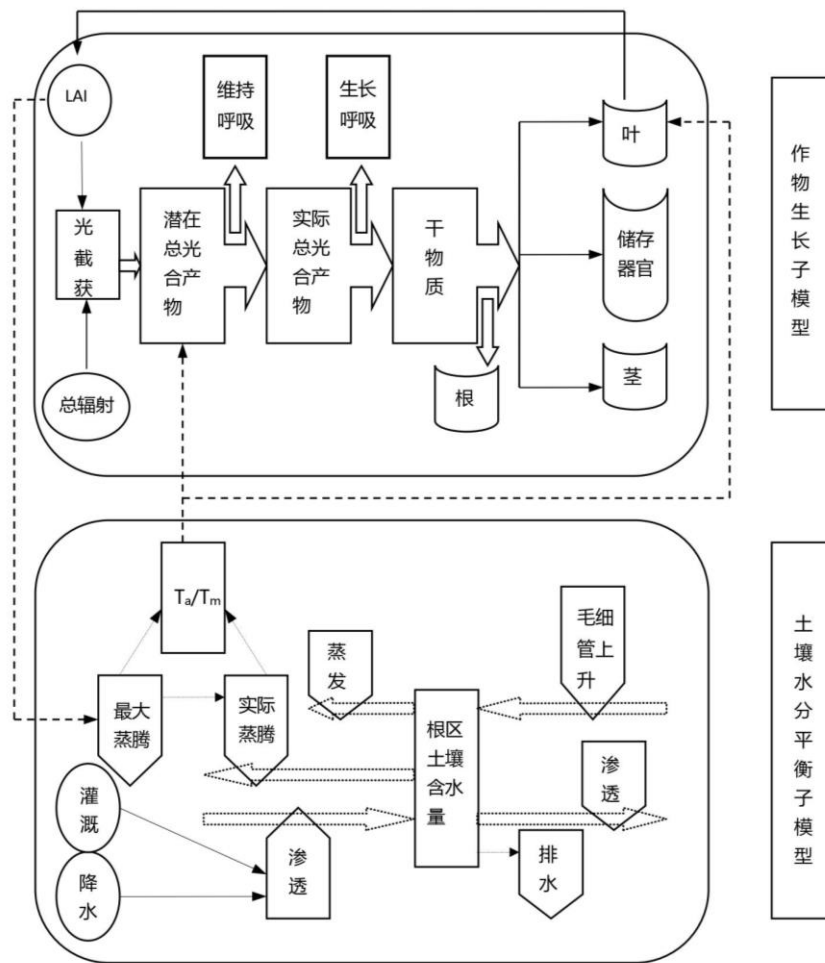 LAI
维持
呼吸
生长
呼吸
叶
光
截
获
潜在
总光
合产
物
实际
总光
合产
物
干
物
质
储存
器官
总辐射
根
茎
作
物
生
长
子
模
型
Tₐ/Tₘ
毛细
管上
升
蒸
发
最大
蒸腾
实际
蒸腾
根区
土壤
含水
量
渗
透
灌
溉
降
水
渗
透
排
水
土
壤
水
分
平
衡
子
模
型